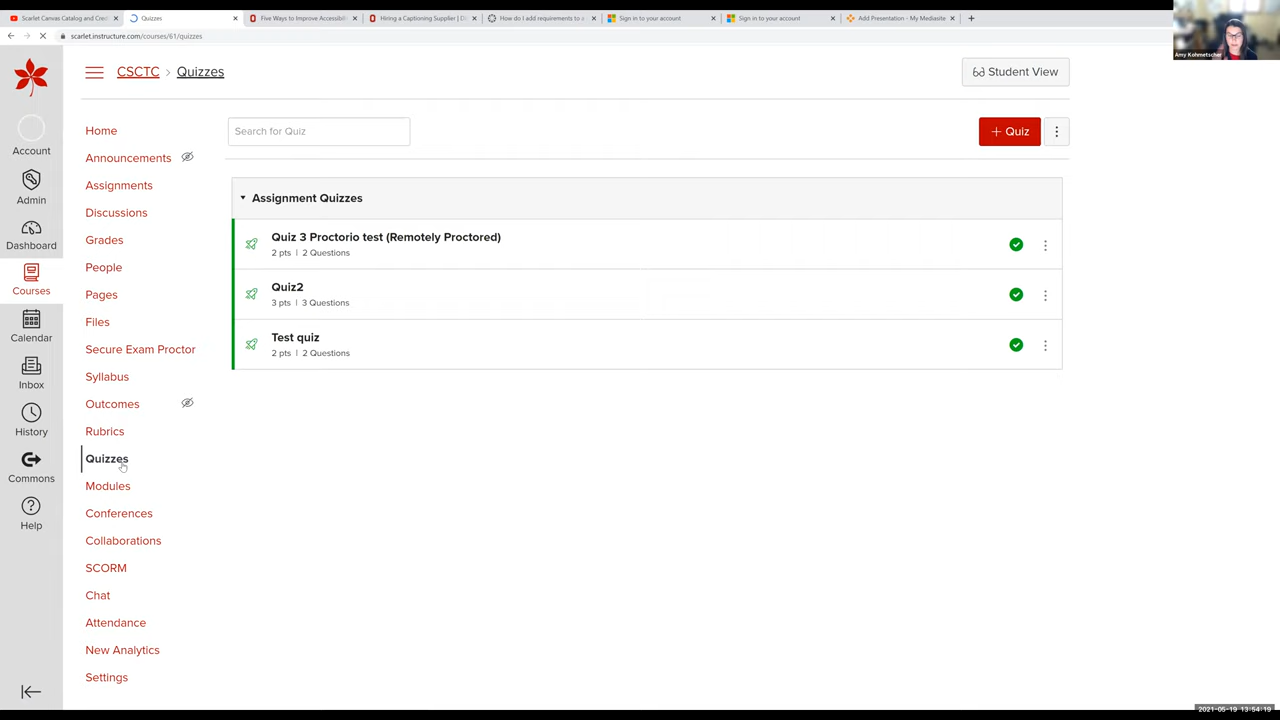 Scarlet Canvas Catalog and Cre
Quizzes
Five Ways to Improve Accessibili
Hiring a Captioning Supplier | D
How do I add requirements to a
Sign in to your account
Sign in to your account
Add Presentation - My Mediasite
scarlet.instructure.com/courses/61/quizzes
Amy Kohmetscher
CSCTC > Quizzes
Student View
Account
Admin
Dashboard
Courses
Calendar
Inbox
History
Commons
Help
Home
Announcements
Assignments
Discussions
Grades
People
Pages
Files
Secure Exam Proctor
Syllabus
Outcomes
Rubrics
Quizzes
Modules
Conferences
Collaborations
SCORM
Chat
Attendance
New Analytics
Settings
Search for Quiz
+ Quiz
Assignment Quizzes
Quiz 3 Proctorio test (Remotely Proctored)
2 pts | 2 Questions
Quiz2
3 pts | 3 Questions
Test quiz
2 pts | 2 Questions
2021-05-19 13:54:19